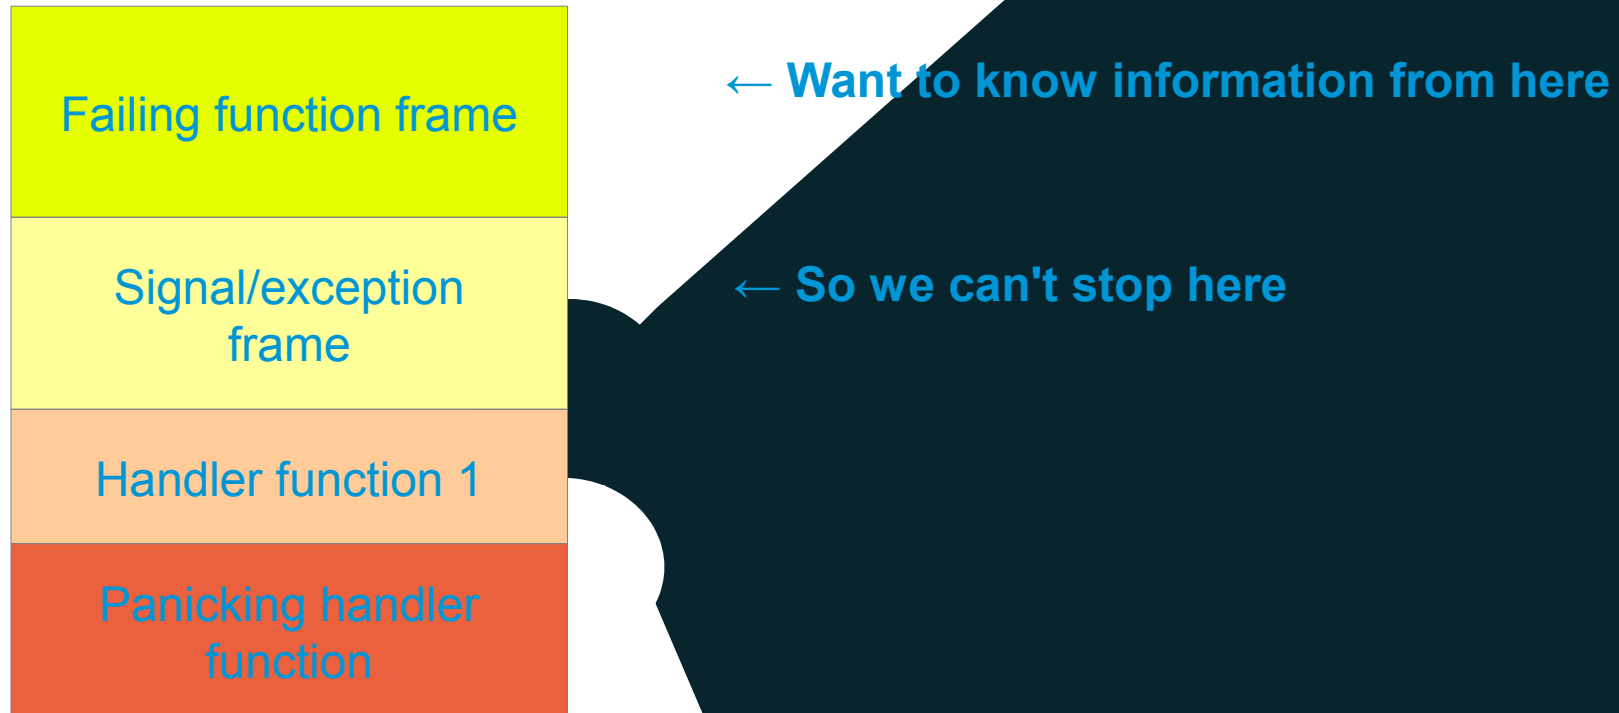 ← Want to know information from here
Failing function frame
← So we can't stop here
Signal/exception
frame
Handler function 1
Panicking handler
function